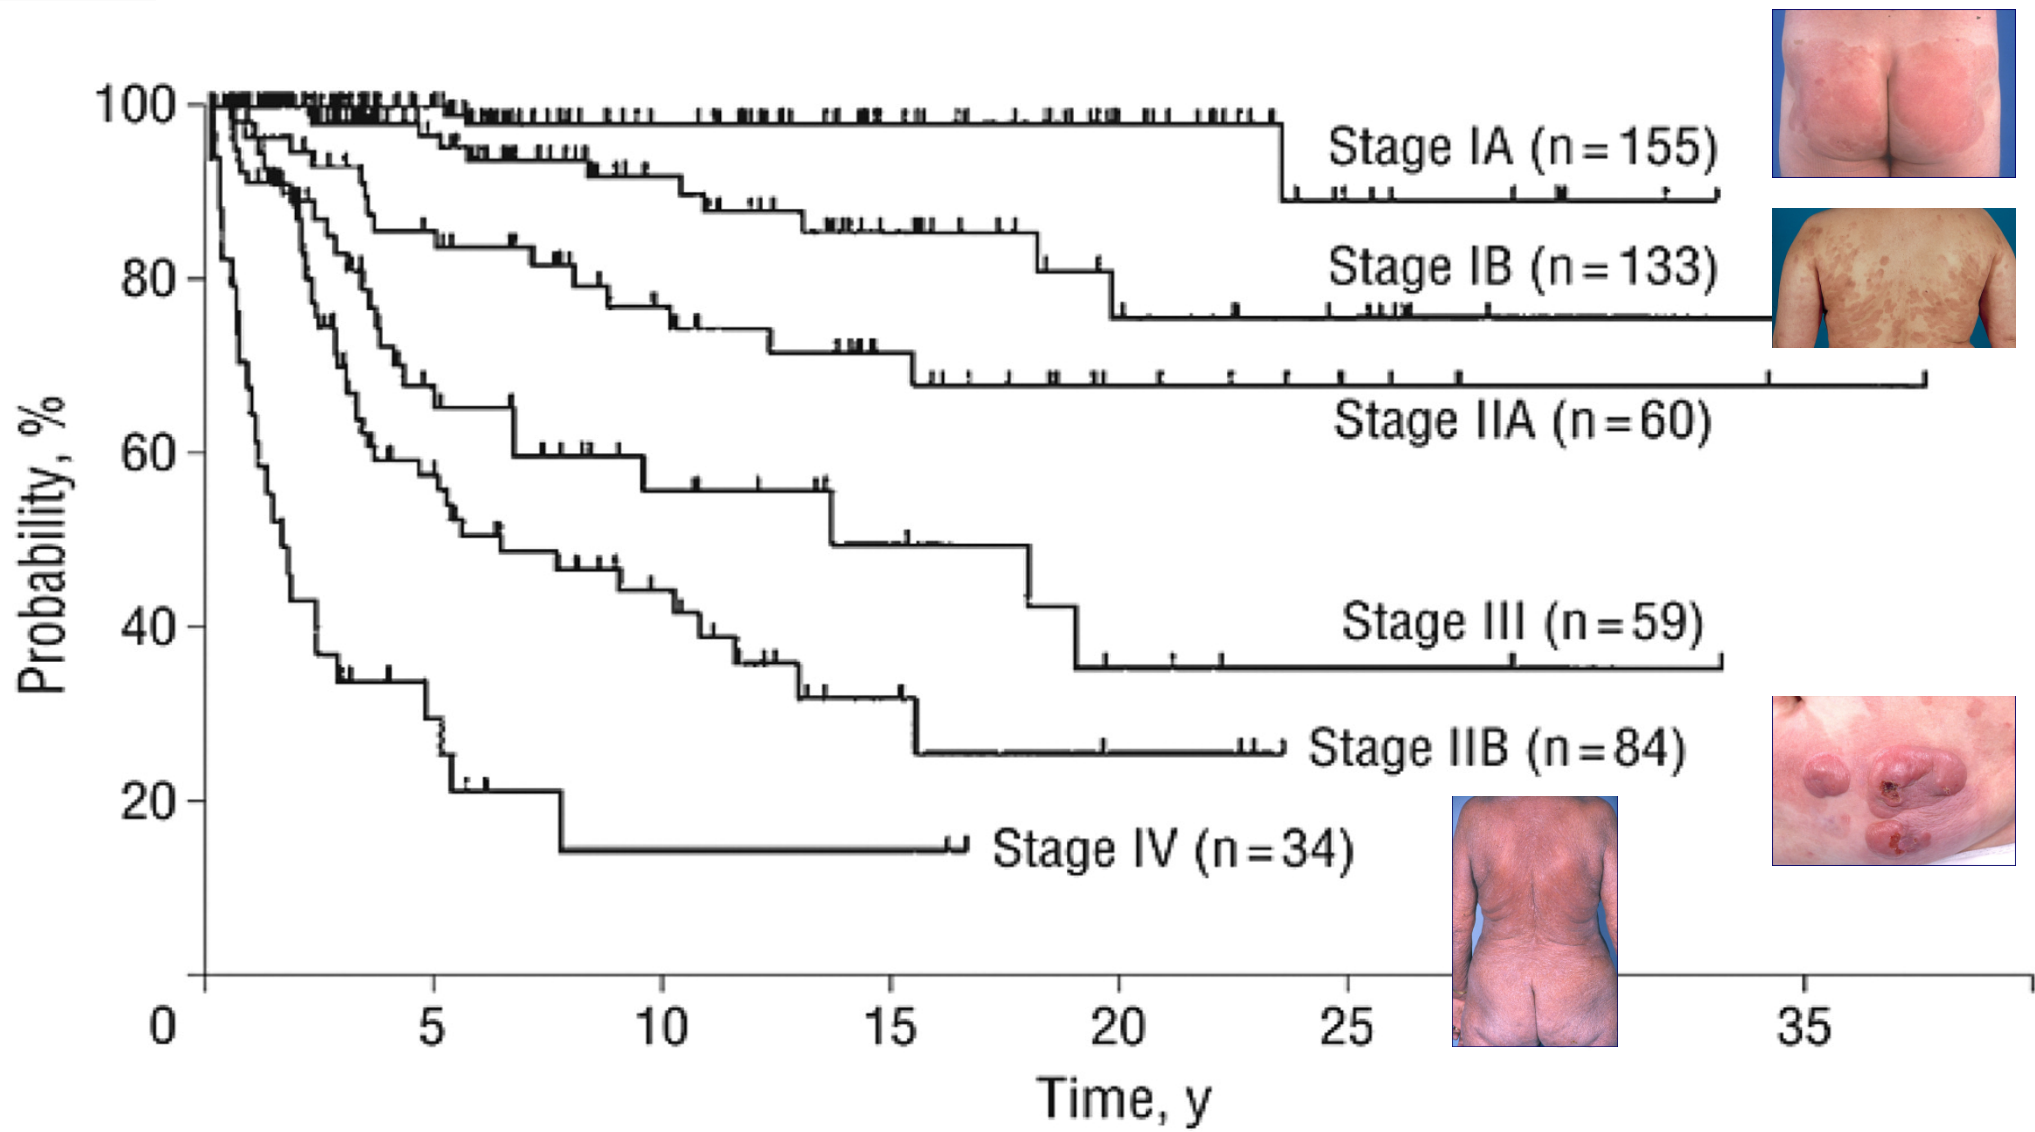 100
80
60
40
20
0
Probability, %
Stage IA (n=155)
Stage IB (n=133)
Stage IIA (n=60)
Stage III (n=59)
Stage IIB (n=84)
Stage IV (n=34)
5 10 15 20 25 35
Time, y